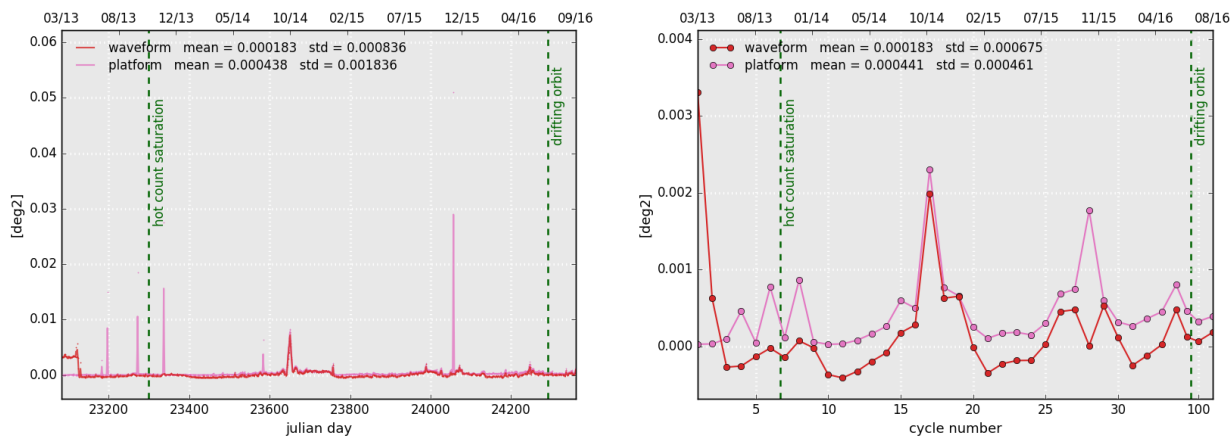 03/13 08/13 12/13 05/14 10/14 02/15 07/15 12/15 04/16 09/16
0.06
0.05
0.04
0.03
0.02
0.01
0.00
[deg2]
waveform mean = 0.000183 std = 0.000836
platform mean = 0.000438 std = 0.001836
hot count saturation
drifting orbit
23200 23400 23600 23800 24000 24200
julian day
03/13 08/13 01/14 05/14 10/14 02/15 07/15 11/15 04/16 08/16
0.004
0.003
0.002
0.001
0.000
[deg2]
waveform mean = 0.000183 std = 0.000675
platform mean = 0.000441 std = 0.000461
hot count saturation
drifting orbit
5 10 15 20 25 30 100
cycle number